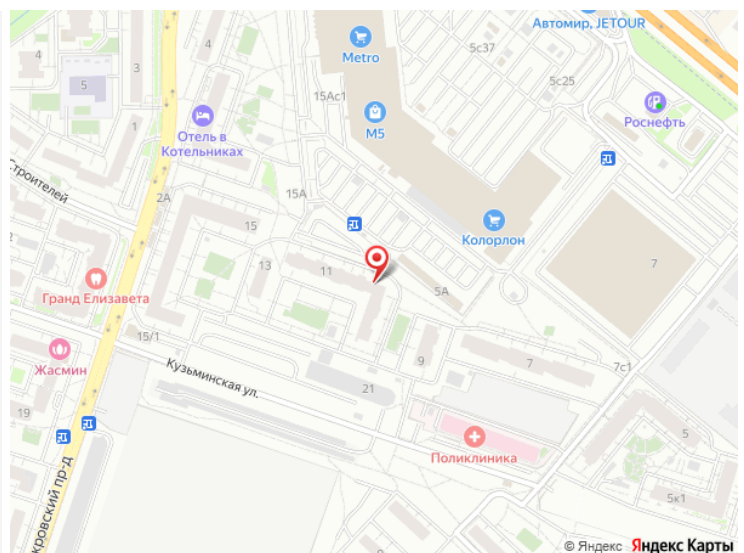 Автомир, JETOUR
4
5с37
Metro
4
3
5с25
5
15Ас1
Роснефть
1
Отель в
Котельниках
М5
Строителей
15А
2А
15
Колорлон
2
13
11
7
5А
Гранд Елизавета
15/1
9
7
7с1
Жасмин
Кузьминская ул.
21
19
5
Поликлиника
5к1
кровский пр-д
© Яндекс Яндекс Карты